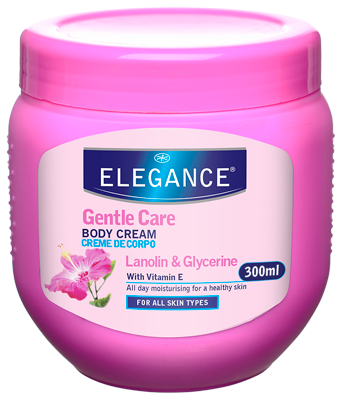 ELEGANCE®
Gentle Care
BODY CREAM
CREME DE CORPO
Lanolin & Glycerine
With Vitamin E
300ml
All day moisturising for a healthy skin
FOR ALL SKIN TYPES